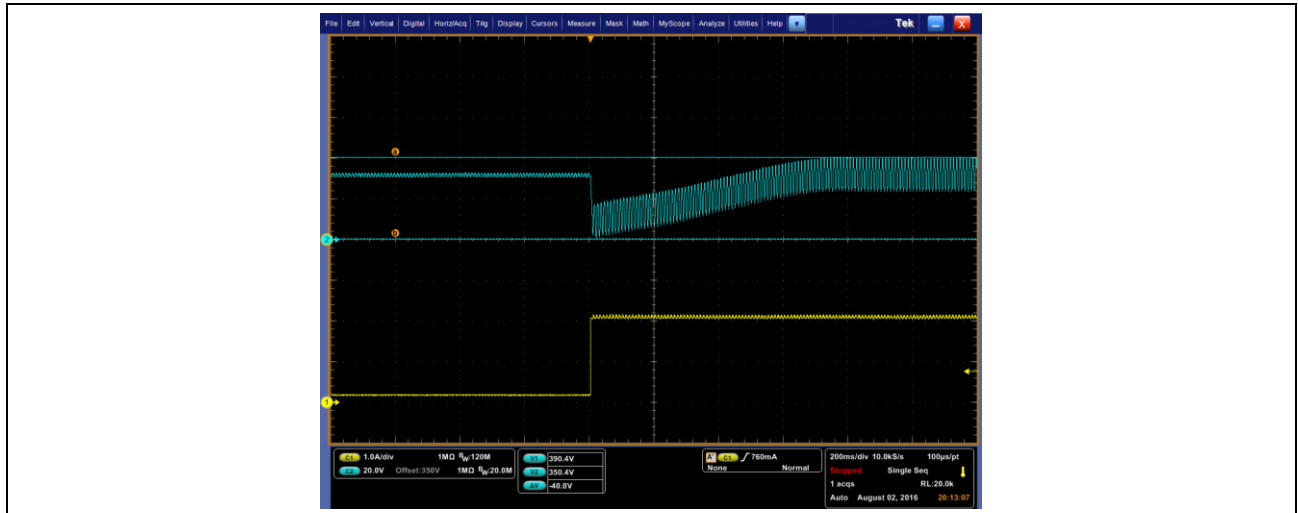 File Edit Vertical Digital Horiz/Acq Trig Display Cursors Measure Mask Math MyScope Analyze Utilities Help Tek X
a
b
2
1
C1 1.0A/div 1MΩ BW:120M
C2 20.0V Offset:350V 1MΩ BW:20.0M
V1 390.4V
V2 350.4V
ΔV -40.0V
A' C1 760mA
None Normal
200ms/div 10.0kS/s 100µs/pt
Stopped Single Seq
1 acqs RL:20.0k
Auto August 02, 2016 20:13:07